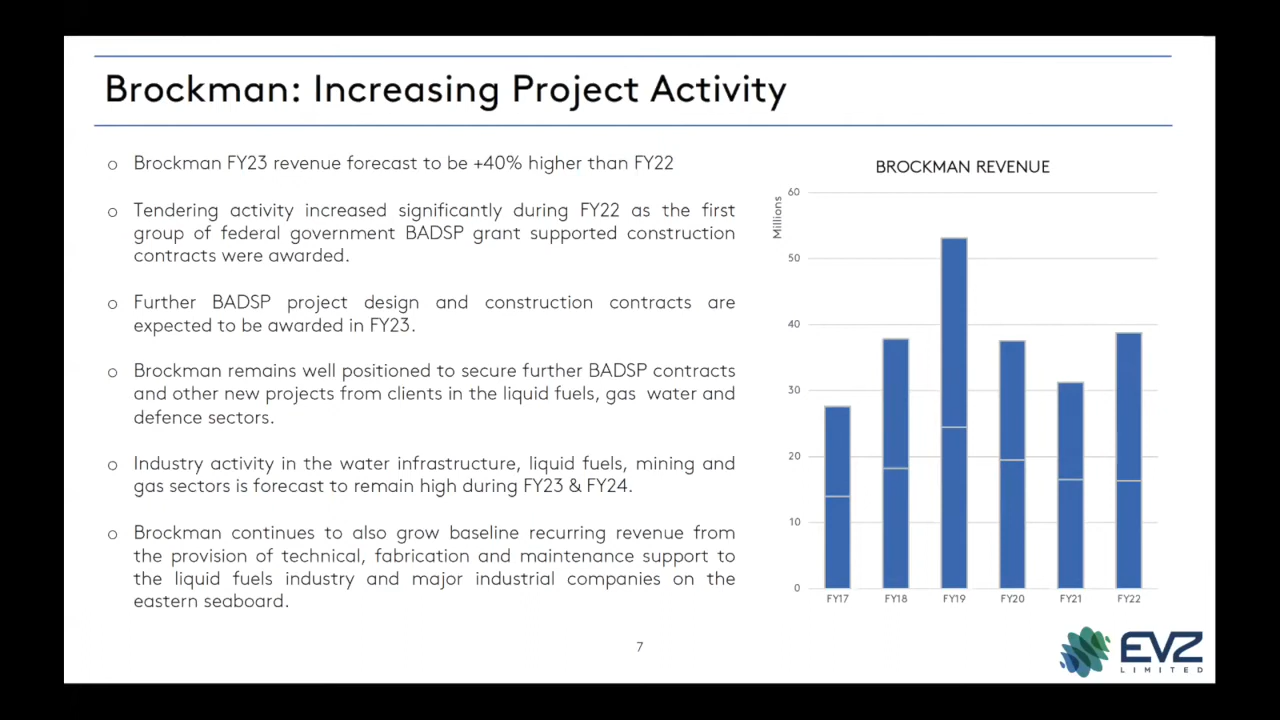 Brockman: Increasing Project Activity
o Brockman FY23 revenue forecast to be +40% higher than FY22
o Tendering activity increased significantly during FY22 as the first
group of federal government BADSP grant supported construction
contracts were awarded.
o Further BADSP project design and construction contracts are
expected to be awarded in FY23.
o Brockman remains well positioned to secure further BADSP contracts
and other new projects from clients in the liquid fuels, gas water and
defence sectors.
o Industry activity in the water infrastructure, liquid fuels, mining and
gas sectors is forecast to remain high during FY23 & FY24.
o Brockman continues to also grow baseline recurring revenue from
the provision of technical, fabrication and maintenance support to
the liquid fuels industry and major industrial companies on the
eastern seaboard.
BROCKMAN REVENUE
Millions
60
50
40
30
20
10
0
FY17 FY18 FY19 FY20 FY21 FY22
7
EVZ
LIMITED